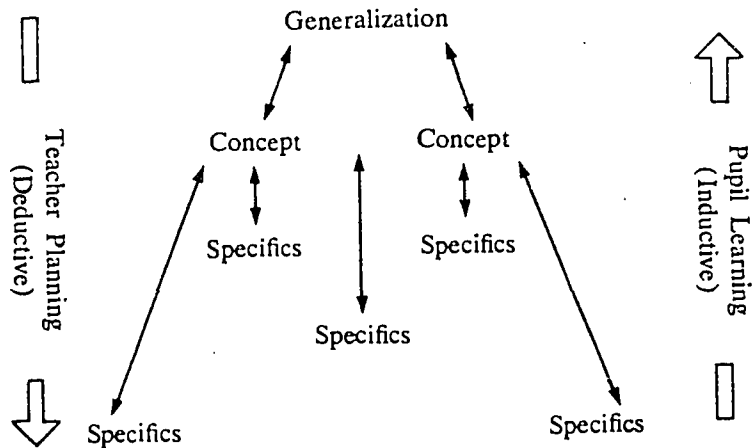 Generalization
Teacher Planning
(Deductive)
Concept
Concept
Pupil Learning
(Inductive)
Specifics
Specifics
Specifics
Specifics
Specifics